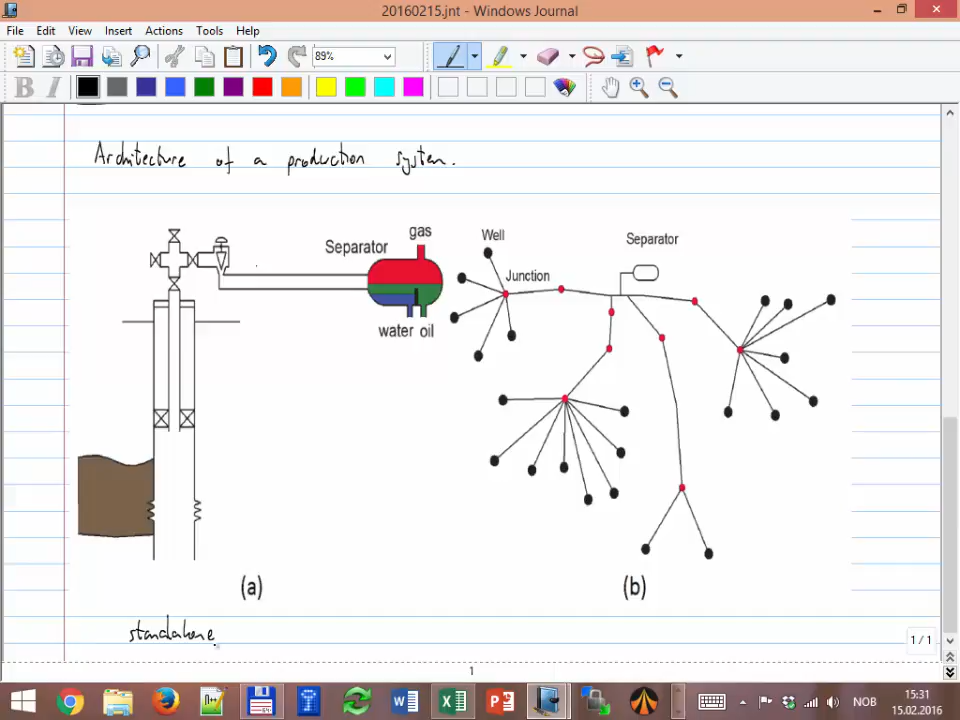 20160215.jnt - Windows Journal
File Edit View Insert Actions Tools Help
89%
B I
Architecture of a production system.
gas
Separator
water oil
Well
Junction
Separator
(a)
(b)
standalone
1 / 1
1
NOB
15:31
15.02.2016